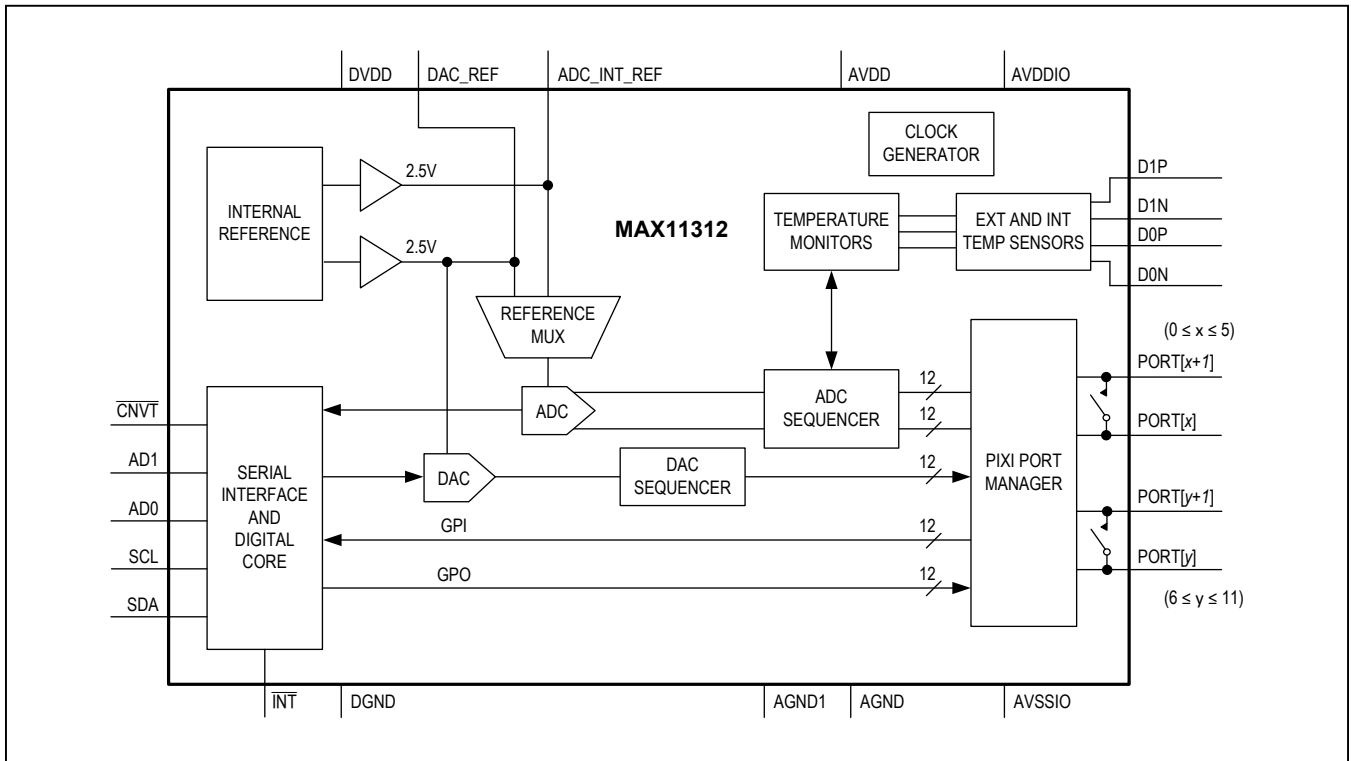 DVDD
DAC_REF
ADC_INT_REF
AVDD
AVDDIO
CLOCK
GENERATOR
INTERNAL
REFERENCE
2.5V
2.5V
MAX11312
TEMPERATURE
MONITORS
EXT AND INT
TEMP SENSORS
D1P
D1N
D0P
D0N
REFERENCE
MUX
(0 ≤ x ≤ 5)
PORT[x+1]
PORT[x]
CNVT
AD1
AD0
SCL
SDA
SERIAL
INTERFACE
AND
DIGITAL
CORE
ADC
ADC
SEQUENCER
12
12
DAC
DAC
SEQUENCER
12
GPI
12
GPO
12
PIXI PORT
MANAGER
PORT[y+1]
PORT[y]
(6 ≤ y ≤ 11)
INT
DGND
AGND1
AGND
AVSSIO